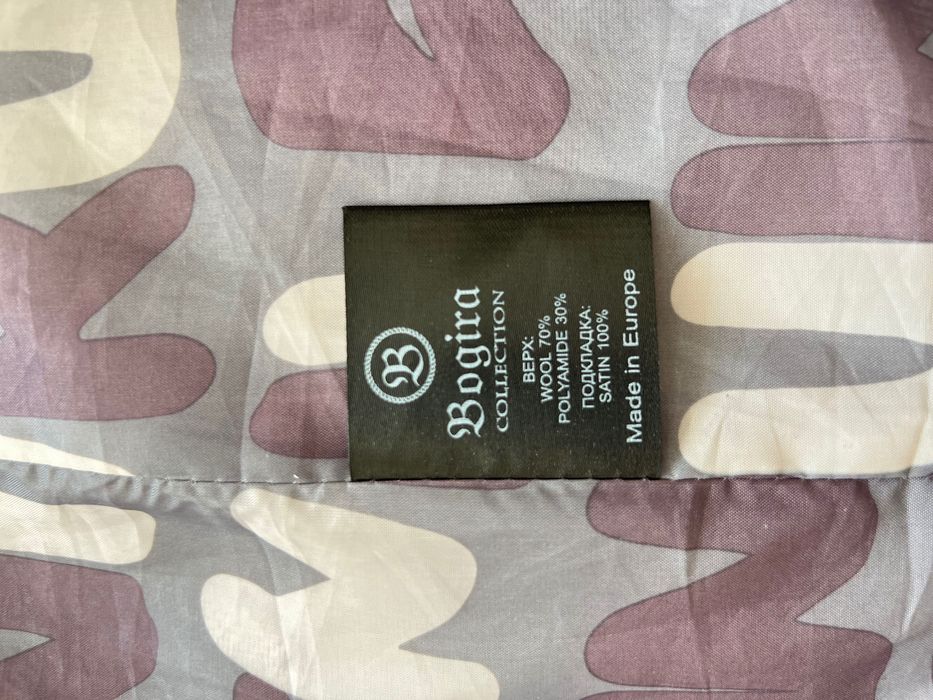 B
Bogira
COLLECTION
ВЕРХ:
WOOL 70%
POLYAMIDE 30%
ПОДКЛАДКА:
SATIN 100%
Made in Europe